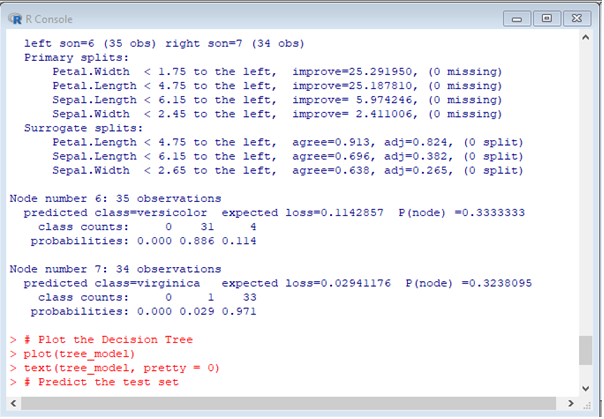 R Console
left son=6 (35 obs) right son=7 (34 obs)
Primary splits:
Petal.Width < 1.75 to the left, improve=25.291950, (0 missing)
Petal.Length < 4.75 to the left, improve=25.187810, (0 missing)
Sepal.Length < 6.15 to the left, improve= 5.974246, (0 missing)
Sepal.Width < 2.45 to the left, improve= 2.411006, (0 missing)
Surrogate splits:
Petal.Length < 4.75 to the left, agree=0.913, adj=0.824, (0 split)
Sepal.Length < 6.15 to the left, agree=0.696, adj=0.382, (0 split)
Sepal.Width < 2.65 to the left, agree=0.638, adj=0.265, (0 split)
Node number 6: 35 observations
predicted class=versicolor expected loss=0.1142857 P(node) =0.3333333
class counts: 0 31 4
probabilities: 0.000 0.886 0.114
Node number 7: 34 observations
predicted class=virginica expected loss=0.02941176 P(node) =0.3238095
class counts: 0 1 33
probabilities: 0.000 0.029 0.971
> # Plot the Decision Tree
> plot(tree_model)
> text(tree_model, pretty = 0)
> # Predict the test set